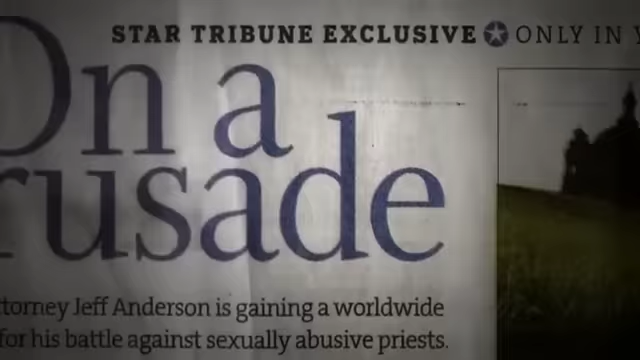 STAR TRIBUNE EXCLUSIVE ONLY IN
On a
rusade
ttorney Jeff Anderson is gaining a worldwide
for his battle against sexually abusive priests.